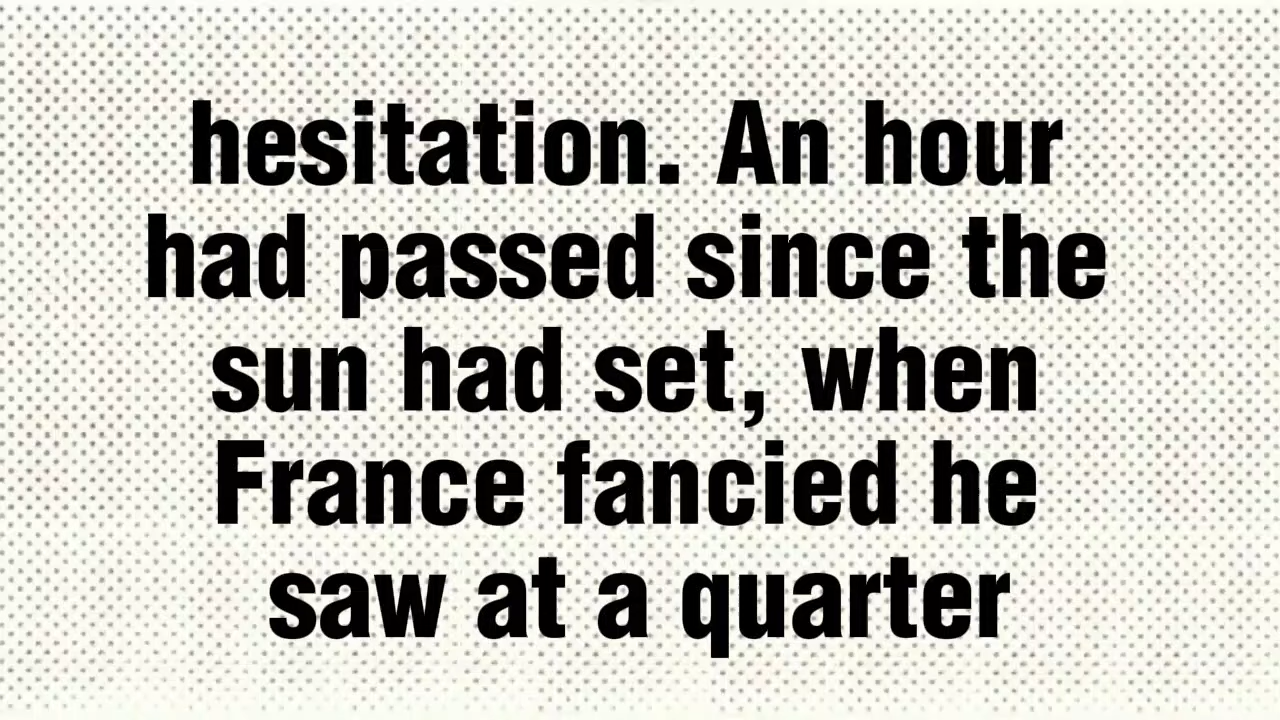 hesitation. An hour
had passed since the
sun had set, when
France fancied he
saw at a quarter